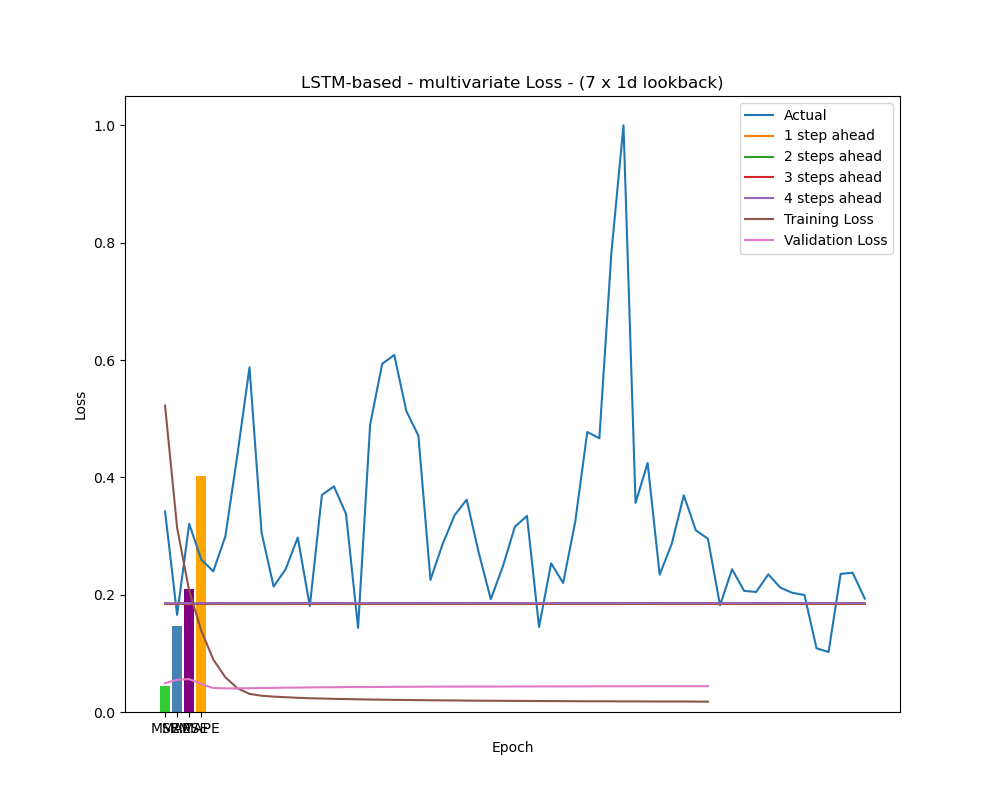 LSTM-based - multivariate Loss - (7 x 1d lookback)
Actual
1 step ahead
2 steps ahead
3 steps ahead
4 steps ahead
Training Loss
Validation Loss
1.0
0.8
0.6
0.4
0.2
0.0
Loss
Epoch